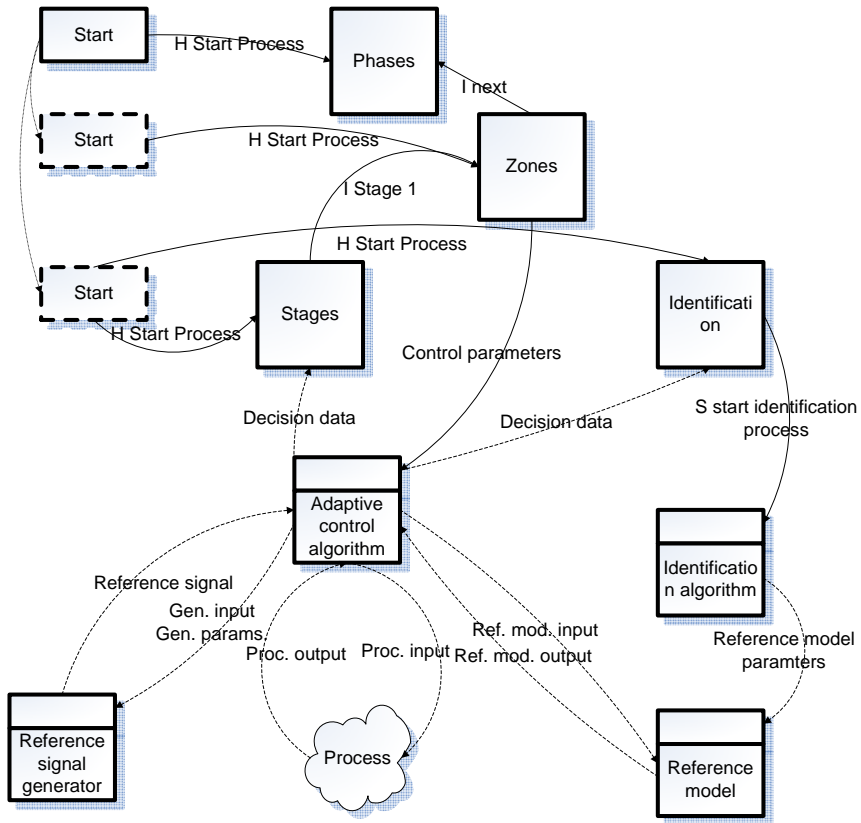 Start
H Start Process
Phases
I next
Start
H Start Process
Zones
I Stage 1
H Start Process
Start
Stages
Identificati
on
H Start Process
Control parameters
Decision data
Decision data
S start identification
process
Adaptive
control
algorithm
Identificatio
n algorithm
Reference signal
Gen. input
Gen. params.
Proc. output
Proc. input
Ref. mod. input
Ref. mod. output
Reference model
paramters
Reference
signal
generator
Process
Reference
model